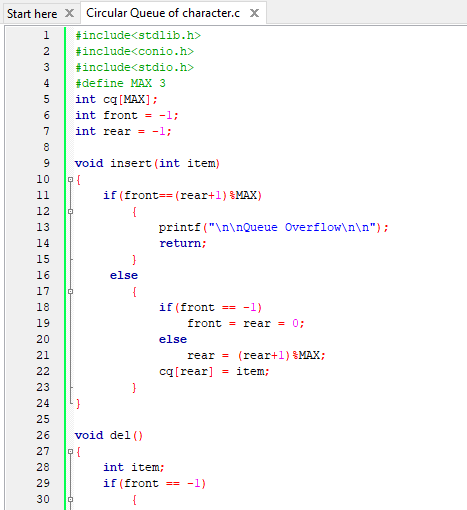 Start here X Circular Queue of character.c X
1 #include<stdlib.h>
2 #include<conio.h>
3 #include<stdio.h>
4 #define MAX 3
5 int cq[MAX];
6 int front = -1;
7 int rear = -1;
8
9 void insert(int item)
10 {
11 if(front==(rear+1)%MAX)
12 {
13 printf("\n\nQueue Overflow\n\n");
14 return;
15 }
16 else
17 {
18 if(front == -1)
19 front = rear = 0;
20 else
21 rear = (rear+1)%MAX;
22 cq[rear] = item;
23 }
24 }
25
26 void del()
27 {
28 int item;
29 if(front == -1)
30 {